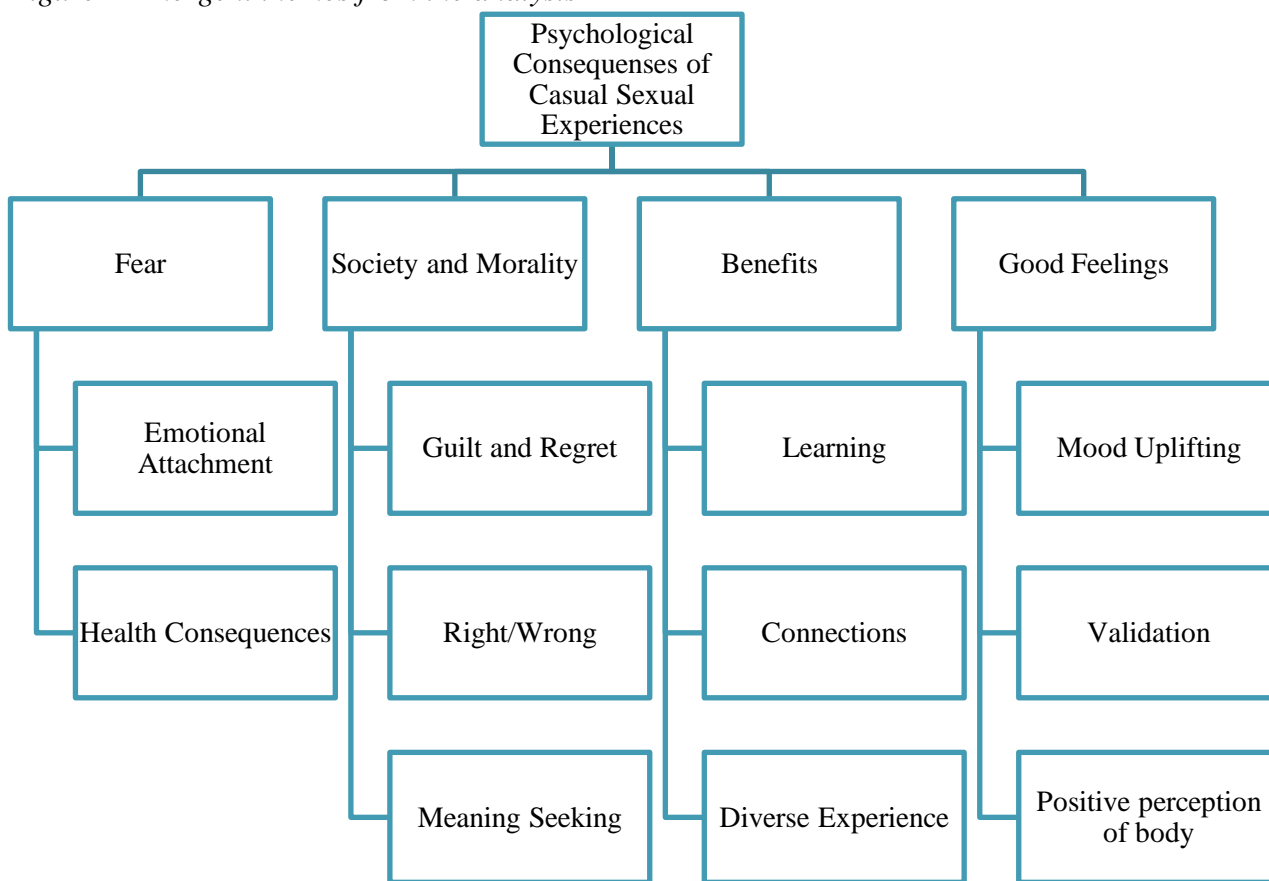 Psychological
Consequenses of
Casual Sexual
Experiences
Fear
Society and Morality
Benefits
Good Feelings
Emotional
Attachment
Guilt and Regret
Learning
Mood Uplifting
Health Consequences
Right/Wrong
Connections
Validation
Meaning Seeking
Diverse Experience
Positive perception
of body